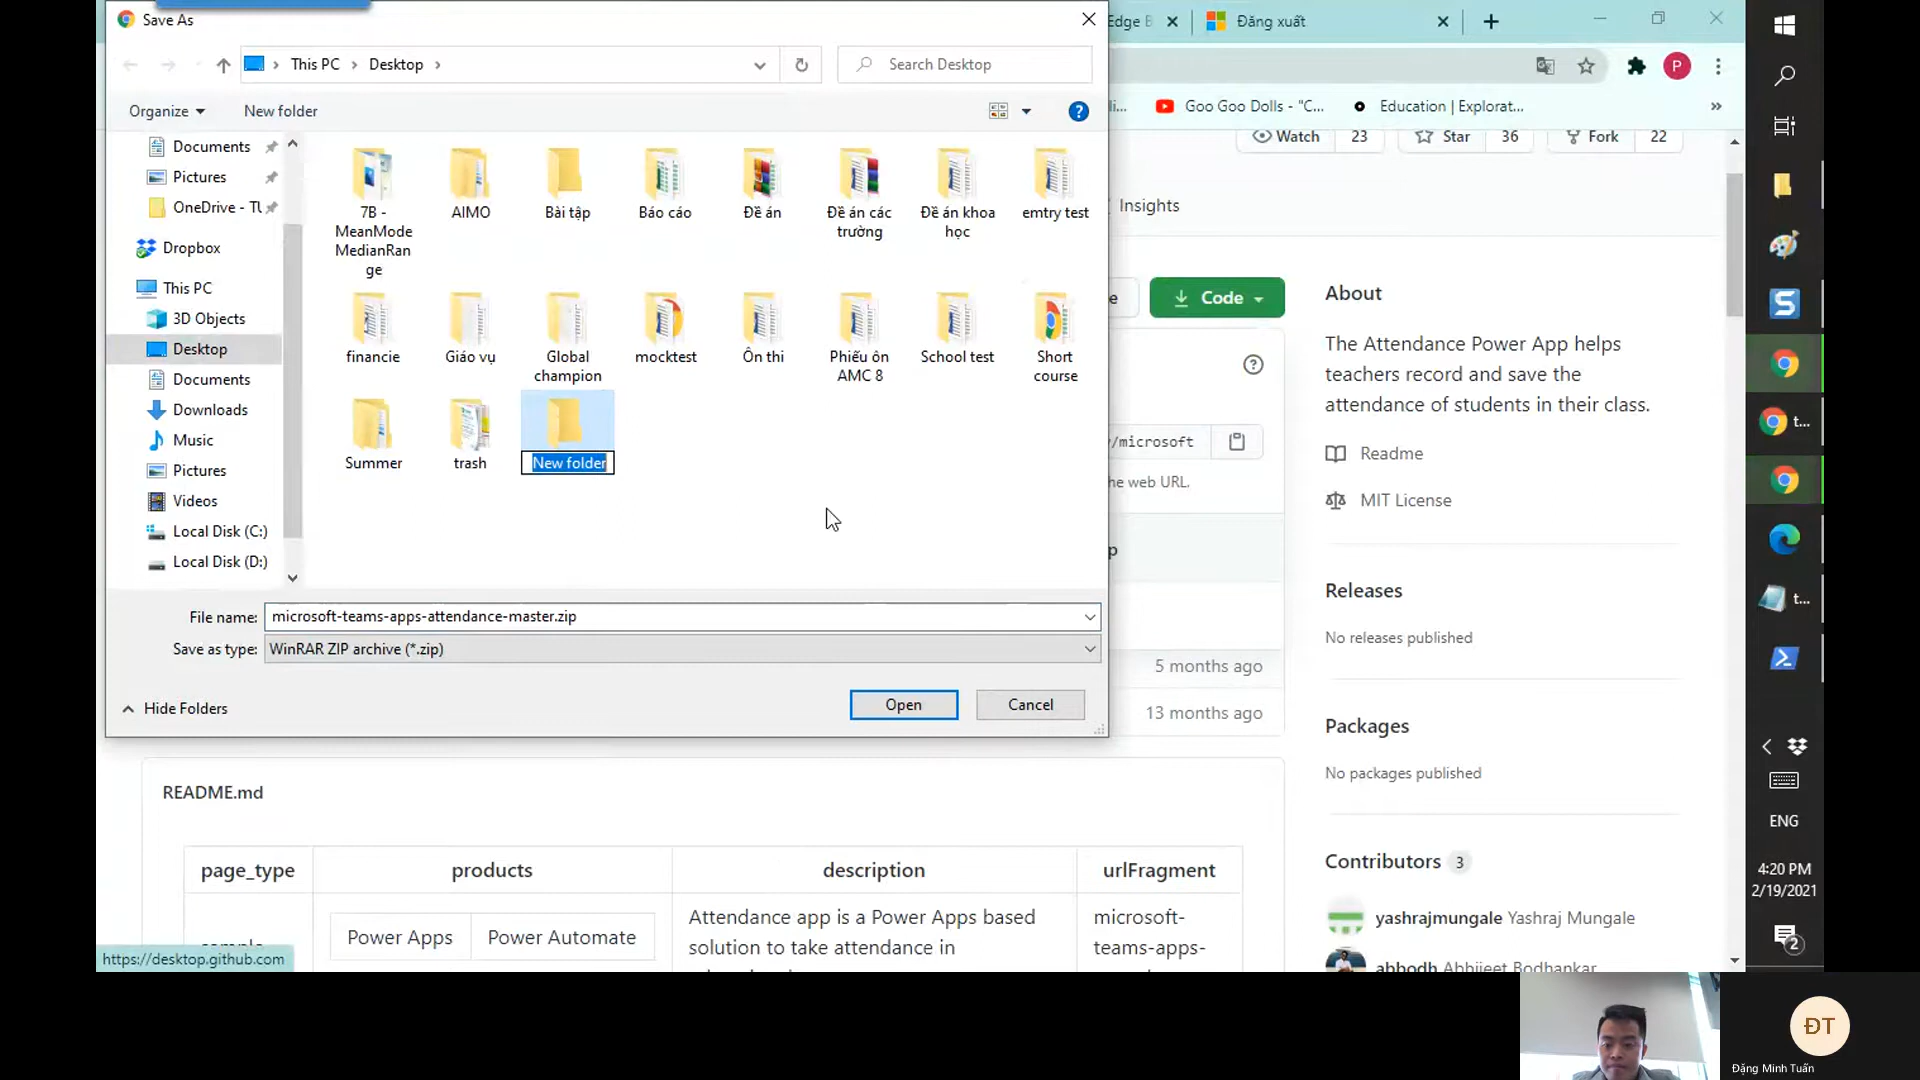 Save As
Edge B
Đăng xuất
This PC
Desktop
Search Desktop
P
Organize
New folder
Goo Goo Dolls - "C...
Education | Explorat...
»
Documents
Pictures
OneDrive - TU
Dropbox
This PC
3D Objects
Desktop
Documents
Downloads
Music
Pictures
Videos
Local Disk (C:)
Local Disk (D:)
7B -
MeanMode
MedianRan
ge
AIMO
Bài tập
Báo cáo
Đề án
Đề án các
trường
Đề án khoa
học
emtry test
financie
Giáo vụ
Global
champion
mocktest
Ôn thi
Phiếu ôn
AMC 8
School test
Short
course
Summer
trash
New folder
File name: microsoft-teams-apps-attendance-master.zip
Save as type: WinRAR ZIP archive (*.zip)
Hide Folders
Open
Cancel
Watch 23
Star 36
Fork 22
Insights
Code
/microsoft
he web URL.
5 months ago
13 months ago
About
The Attendance Power App helps
teachers record and save the
attendance of students in their class.
Readme
MIT License
Releases
No releases published
Packages
No packages published
Contributors 3
yashrajmungale Yashraj Mungale
abbodh Abhijeet Bodhankar
README.md
page_type products description urlFragment
Power Apps
Power Automate
Attendance app is a Power Apps based
solution to take attendance in
microsoft-
teams-apps-
sample
https://desktop.github.com
t...
t...
ENG
4:20 PM
2/19/2021
2
ĐT
Đặng Minh Tuấn